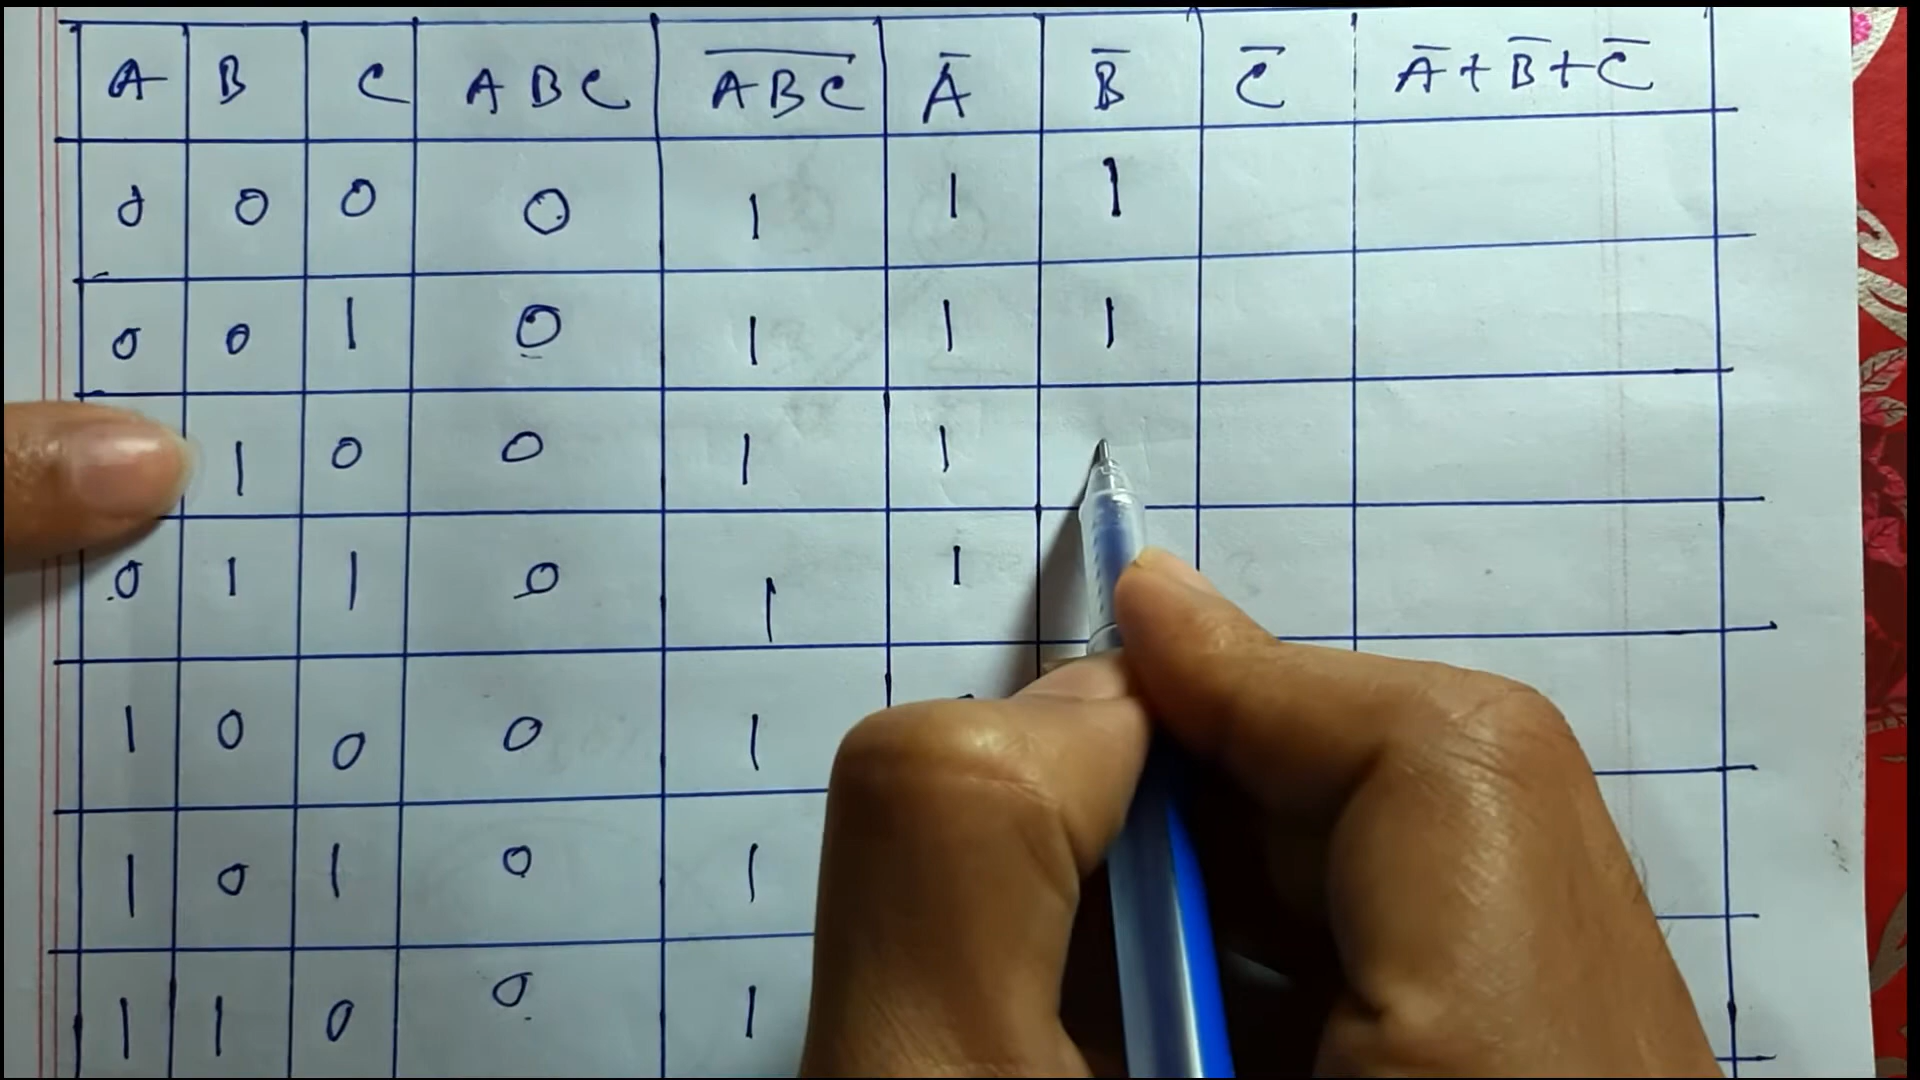 A B C ABC A̅B̅C̅ A̅ B̅ C̅ A̅+B̅+C̅
0 0 0 0 1 1 1
0 0 1 0 1 1 1
1 0 0 1 1
0 1 1 0 1 1
1 0 0 0 1
1 0 1 0 1
1 1 0 0 1